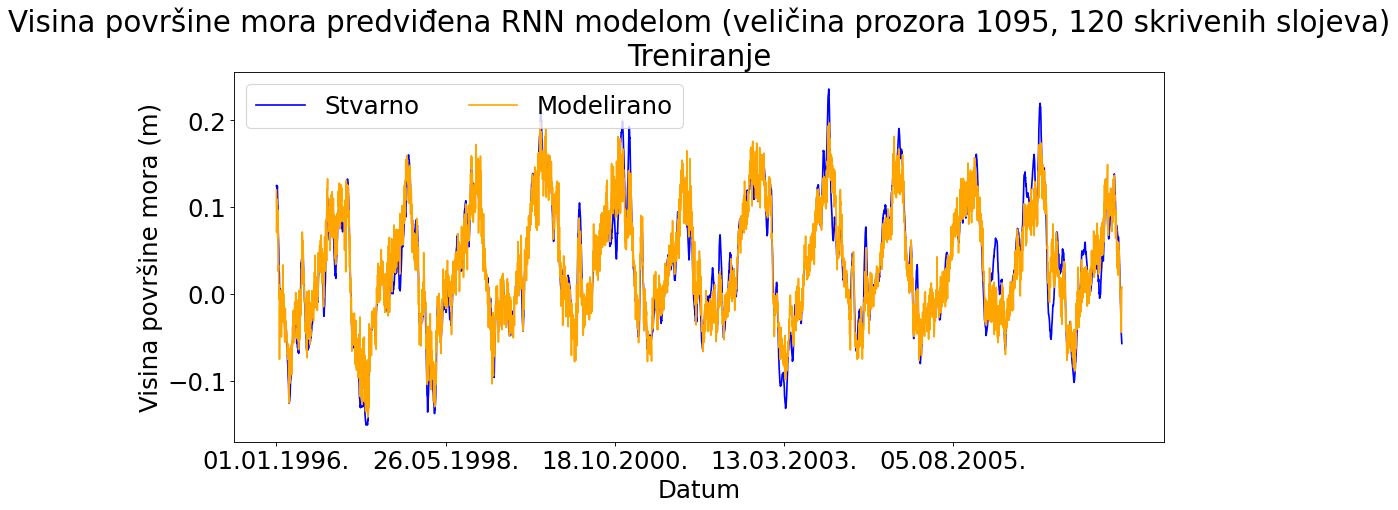 Visina površine mora predviđena RNN modelom (veličina prozora 1095, 120 skrivenih slojeva)
Treniranje
Stvarno Modelirano
Visina površine mora (m)
0.2
0.1
0.0
−0.1
01.01.1996. 26.05.1998. 18.10.2000. 13.03.2003. 05.08.2005.
Datum